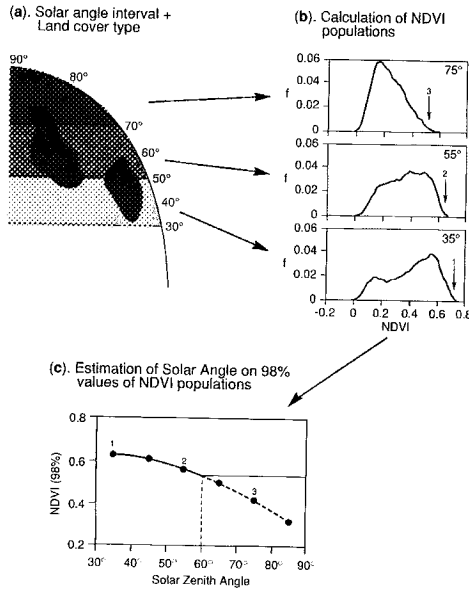 (a). Solar angle interval +
Land cover type
90°
80°
70°
60°
50°
40°
30°
(b). Calculation of NDVI
populations
0.06
0.04
0.02
0
f
75°
3
0.06
0.04
0.02
0
f
55°
2
0.06
0.04
0.02
0
f
35°
1
-0.2 0 0.2 0.4 0.6 0.8
NDVI
(c). Estimation of Solar Angle on 98%
values of NDVI populations
0.8
0.6
0.4
0.2
NDVI (98%)
1
2
3
30° 40° 50° 60° 70° 80° 90°
Solar Zenith Angle